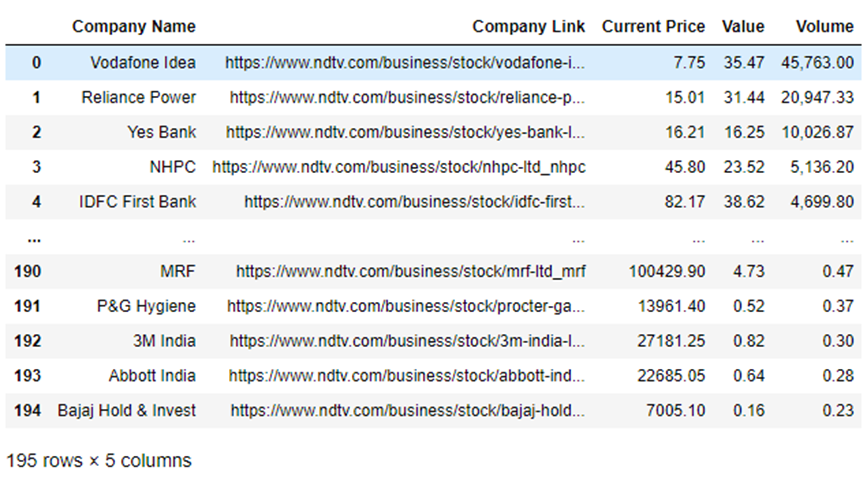 Company Name Company Link Current Price Value Volume
0 Vodafone Idea https://www.ndtv.com/business/stock/vodafone-i... 7.75 35.47 45,763.00
1 Reliance Power https://www.ndtv.com/business/stock/reliance-p... 15.01 31.44 20,947.33
2 Yes Bank https://www.ndtv.com/business/stock/yes-bank-l... 16.21 16.25 10,026.87
3 NHPC https://www.ndtv.com/business/stock/nhpc-ltd_nhpc 45.80 23.52 5,136.20
4 IDFC First Bank https://www.ndtv.com/business/stock/idfc-first... 82.17 38.62 4,699.80
... ... ... ... ... ...
190 MRF https://www.ndtv.com/business/stock/mrf-ltd_mrf 100429.90 4.73 0.47
191 P&G Hygiene https://www.ndtv.com/business/stock/procter-ga... 13961.40 0.52 0.37
192 3M India https://www.ndtv.com/business/stock/3m-india-l... 27181.25 0.82 0.30
193 Abbott India https://www.ndtv.com/business/stock/abbott-ind... 22685.05 0.64 0.28
194 Bajaj Hold & Invest https://www.ndtv.com/business/stock/bajaj-hold... 7005.10 0.16 0.23
195 rows × 5 columns